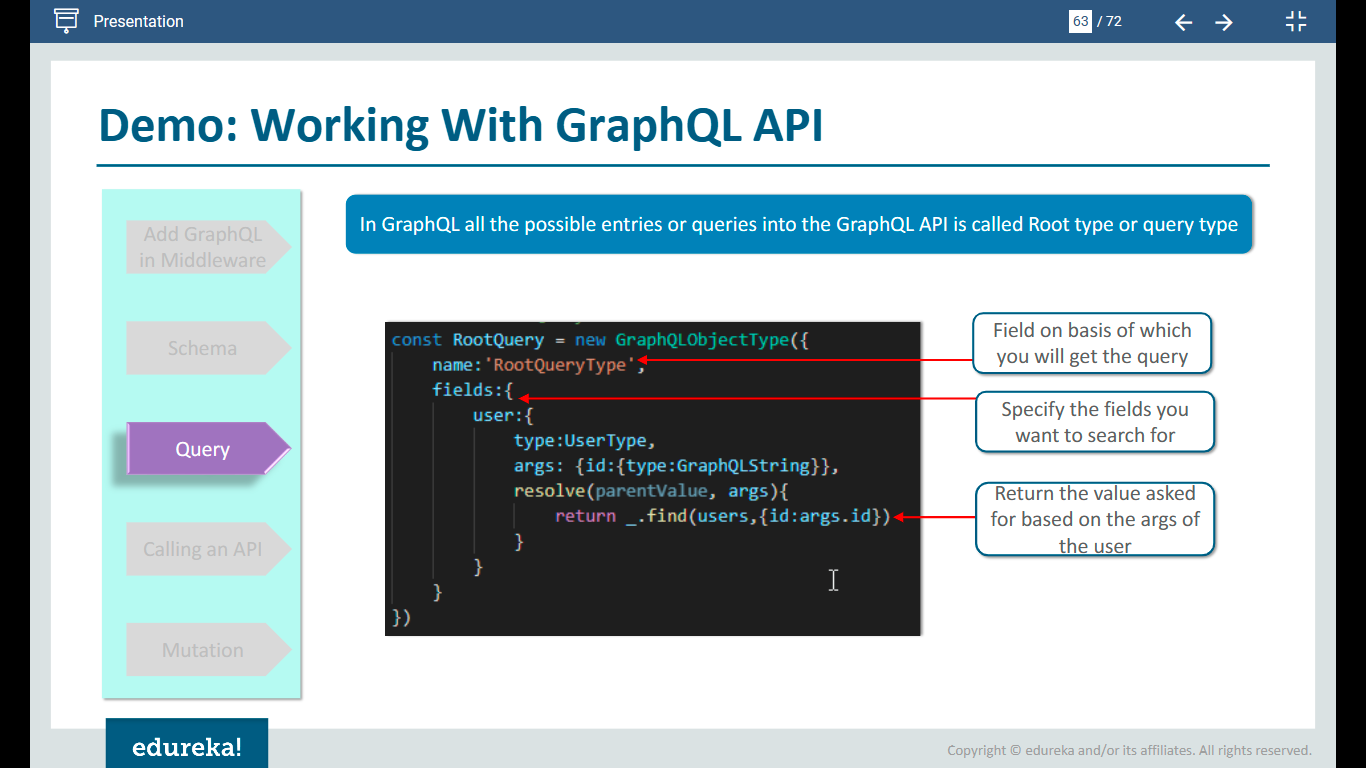 Presentation
63 / 72
Demo: Working With GraphQL API
Add GraphQL
in Middleware
Schema
Query
Calling an API
Mutation
In GraphQL all the possible entries or queries into the GraphQL API is called Root type or query type
const RootQuery = new GraphQLObjectType({
name:'RootQueryType',
fields:{
user:{
type:UserType,
args: {id:{type:GraphQLString}},
resolve(parentValue, args){
return _.find(users,{id:args.id})
}
}
}
})
Field on basis of which
you will get the query
Specify the fields you
want to search for
Return the value asked
for based on the args of
the user
edureka!
Copyright © edureka and/or its affiliates. All rights reserved.